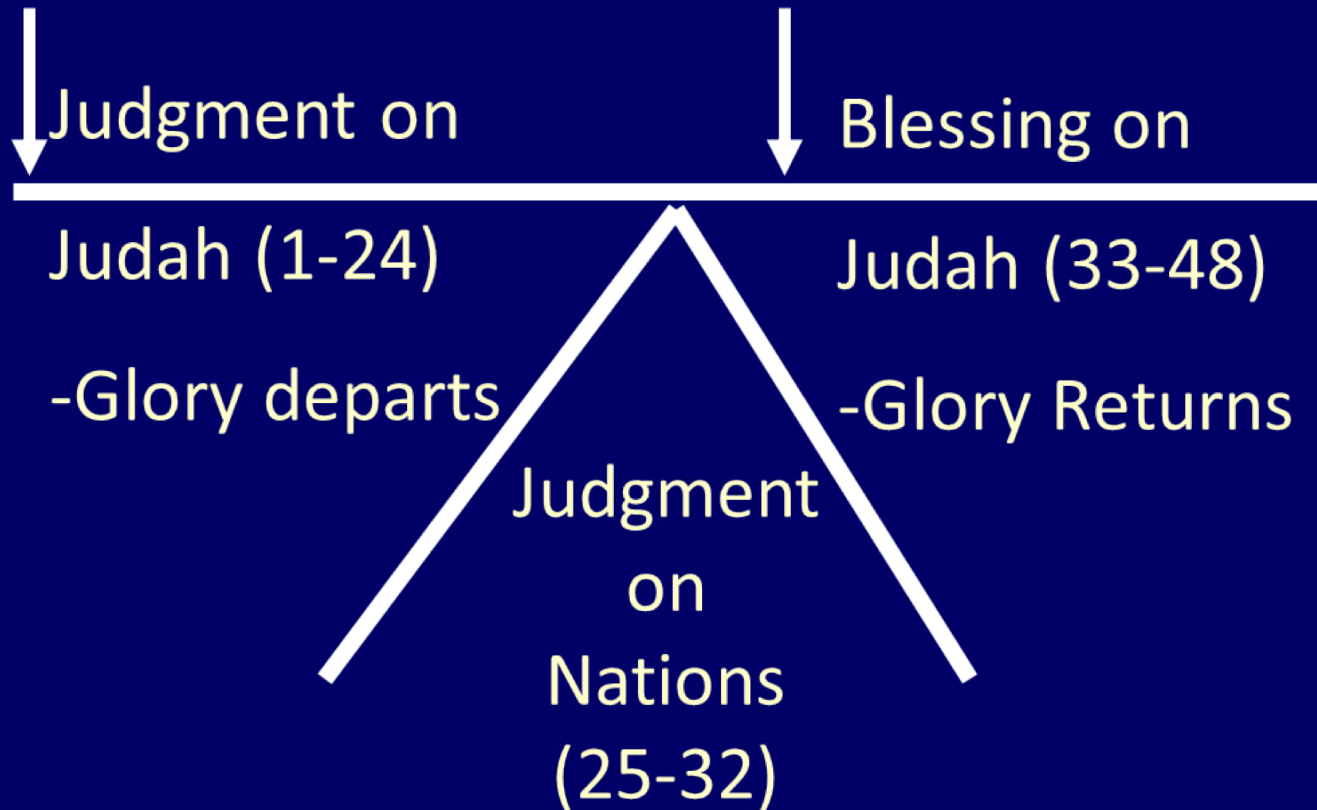 Judgment on
Judah (1-24)
-Glory departs
Blessing on
Judah (33-48)
-Glory Returns
Judgment
on
Nations
(25-32)